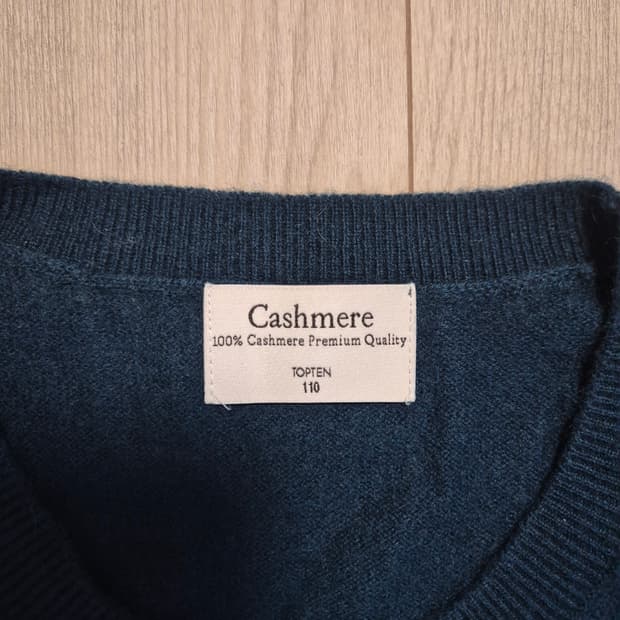 Cashmere
100% Cashmere Premium Quality
TOPTEN
110